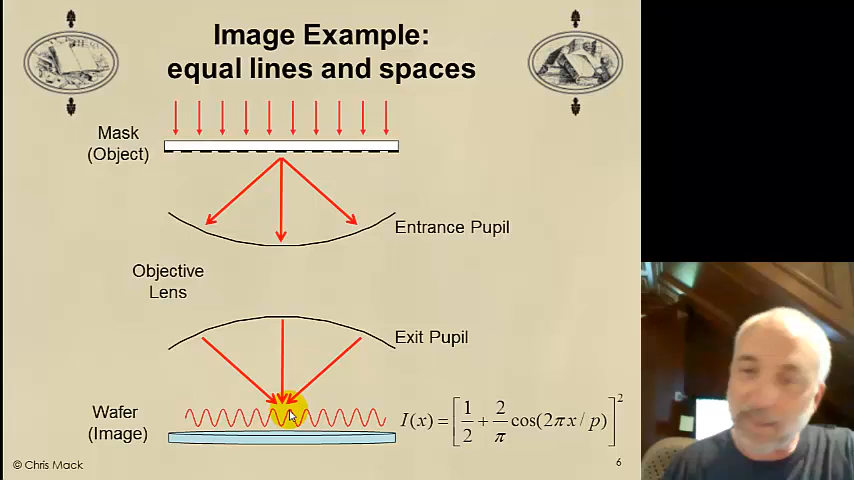 Image Example:
equal lines and spaces
Mask
(Object)
Entrance Pupil
Objective
Lens
Exit Pupil
Wafer
(Image)
I(x) = [1/2 + 2/π cos(2πx/p)]²
© Chris Mack
6